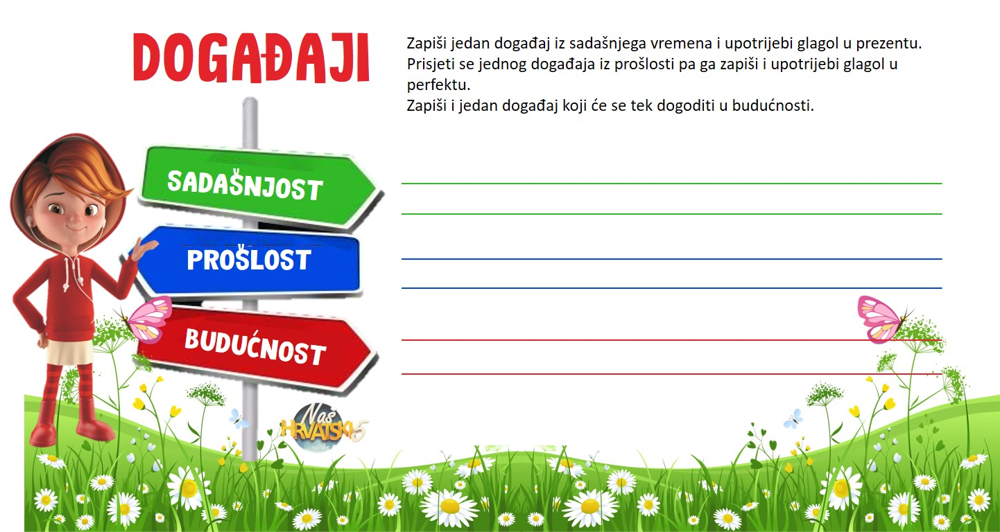 DOGAĐAJI
Zapiši jedan događaj iz sadašnjega vremena i upotrijebi glagol u prezentu.
Prisjeti se jednog događaja iz prošlosti pa ga zapiši i upotrijebi glagol u
perfektu.
Zapiši i jedan događaj koji će se tek dogoditi u budućnosti.
SADAŠNJOST
PROŠLOST
BUDUĆNOST
Naš
HRVATSKI 5